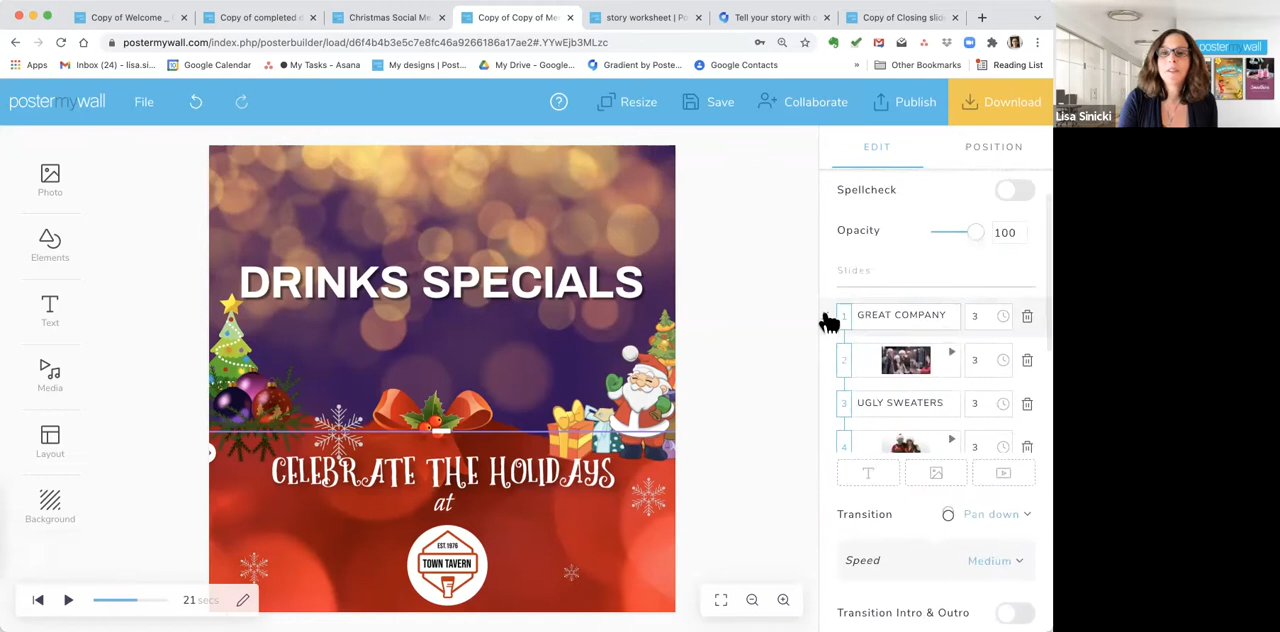 Copy of Welcome _ C
Copy of completed d
Christmas Social Me
Copy of Copy of Me
story worksheet | Po
Tell your story with c
Copy of Closing slide
postermywall.com/index.php/posterbuilder/load/d6f4b4b3e5c7e8fc46a9266186a17ae2#.YYwEjb3MLzc
Apps
Inbox (24) - lisa.si...
Google Calendar
My Tasks - Asana
My designs | Post...
My Drive - Google...
Gradient by Poste...
Google Contacts
»
Other Bookmarks
Reading List
postermywall
File
Resize
Save
Collaborate
Publish
Download
postermywall
Lisa Sinicki
Photo
Elements
Text
Media
Layout
Background
DRINKS SPECIALS
CELEBRATE THE HOLIDAYS
at
EST. 1976
TOWN TAVERN
21 secs
EDIT
POSITION
Spellcheck
Opacity
100
Slides
1 GREAT COMPANY 3
2 3
3 UGLY SWEATERS 3
4 3
T
Transition
Pan down
Speed
Medium
Transition Intro & Outro